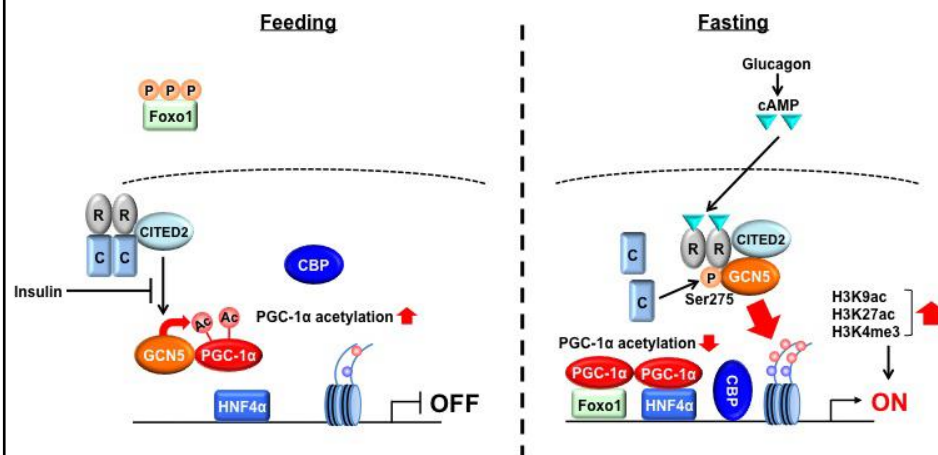 Feeding
P P P
Foxo1
R R
CITED2
C C
CBP
Insulin
Ac Ac
PGC-1α acetylation
GCN5
PGC-1α
HNF4α
OFF
Fasting
Glucagon
cAMP
R R
CITED2
C
P
GCN5
C
Ser275
H3K9ac
H3K27ac
H3K4me3
PGC-1α acetylation
PGC-1α
PGC-1α
CBP
Foxo1
HNF4α
ON